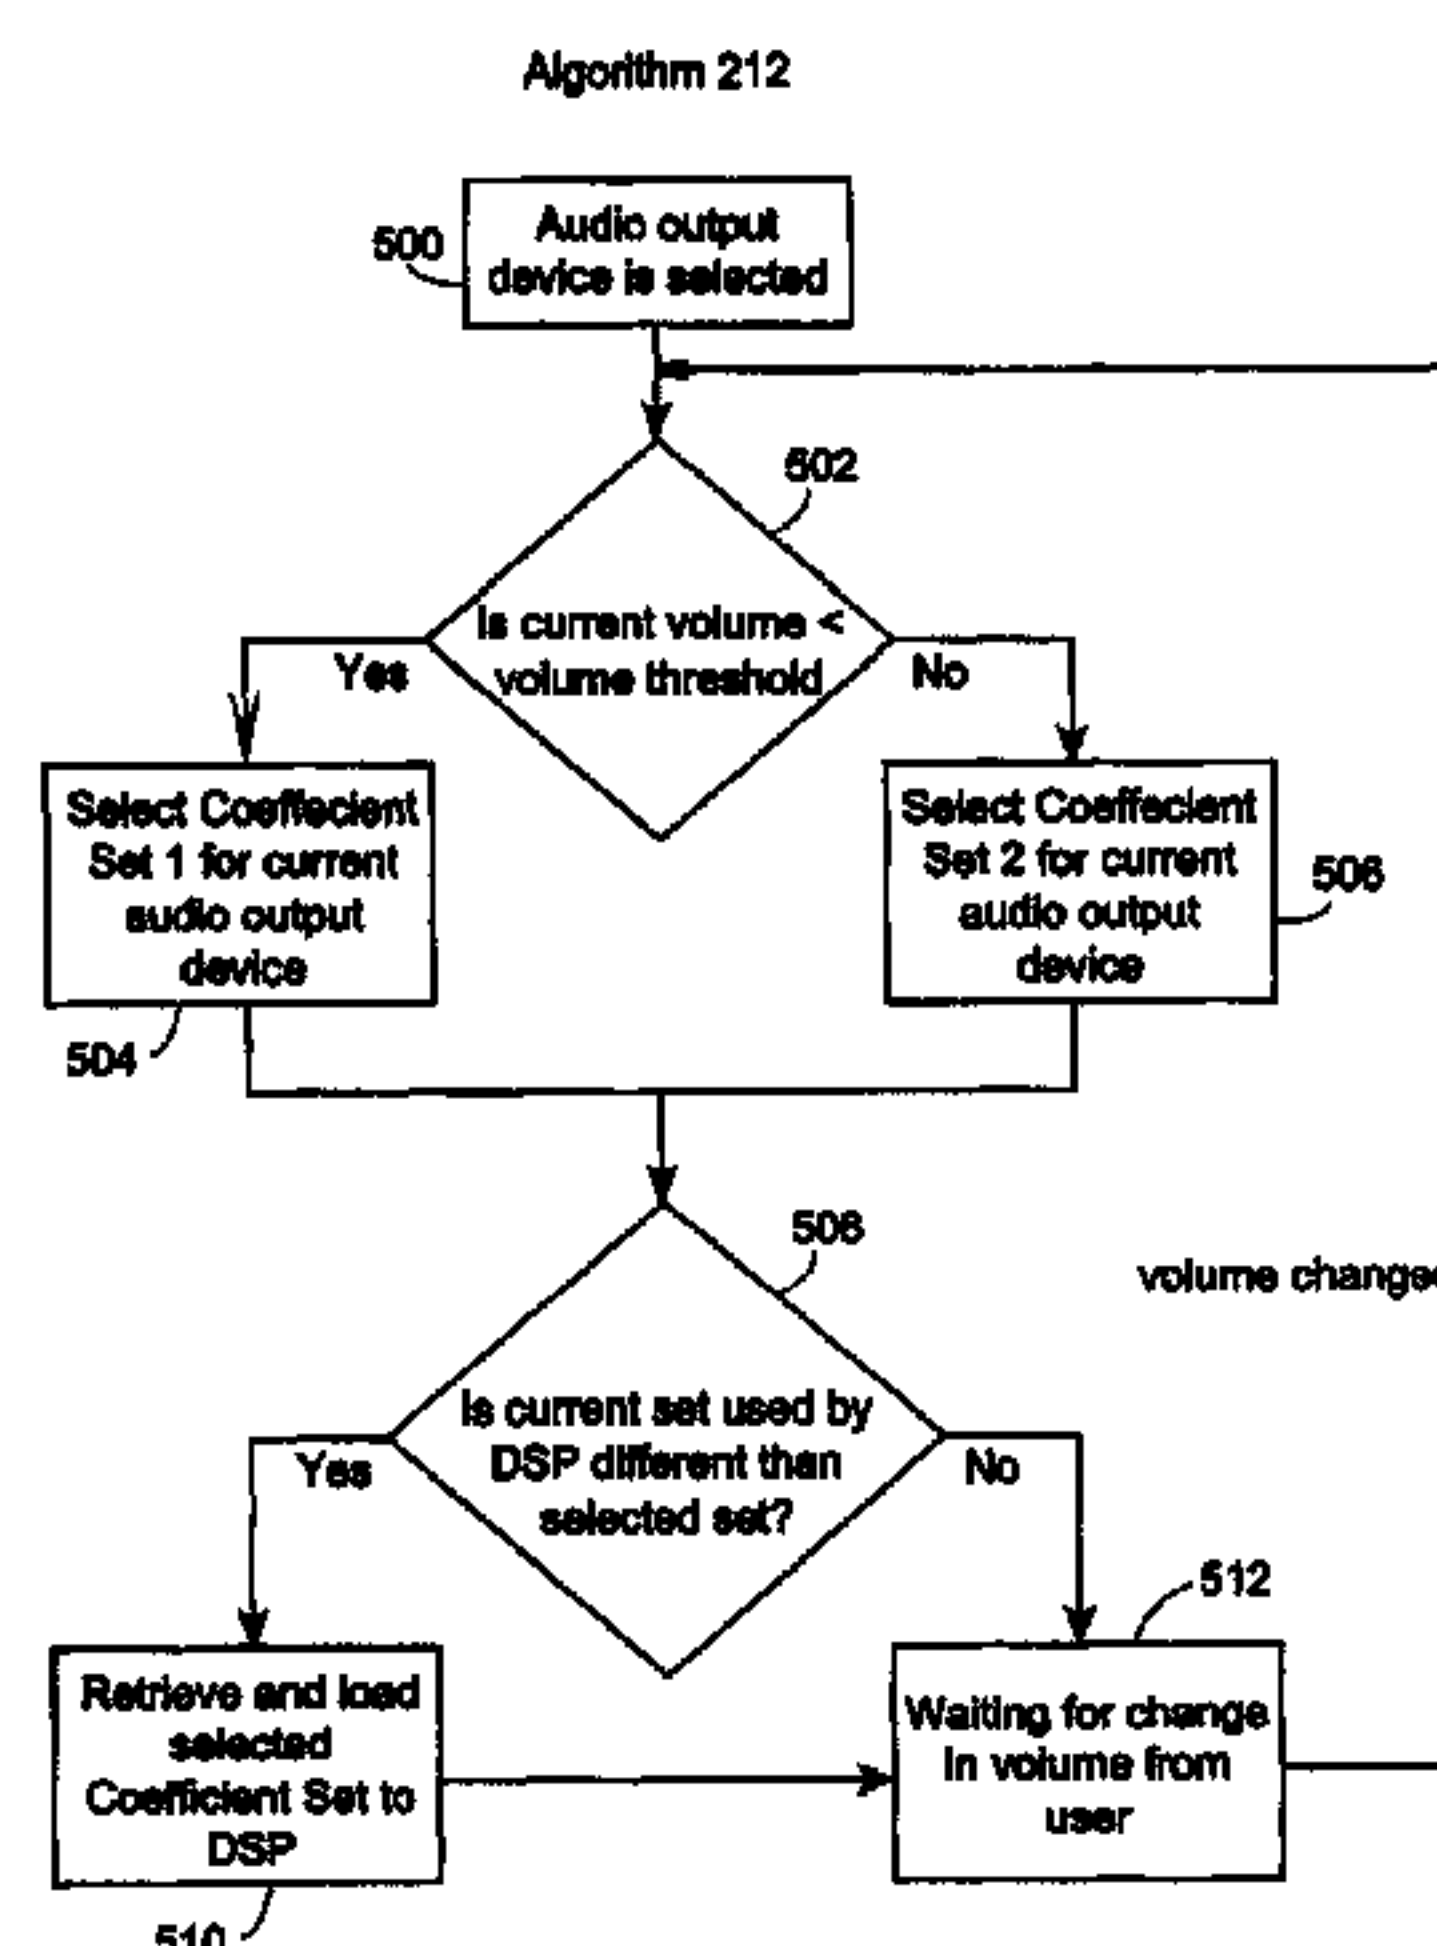 Algorithm 212
Audio output
device is selected
500
502
Is current volume <
volume threshold
Yes
No
Select Coeffecient
Set 1 for current
audio output
device
504
Select Coeffecient
Set 2 for current
audio output
device
506
508
volume changed
Is current set used by
DSP different than
selected set?
Yes
No
512
Retrieve and load
selected
Coefficient Set to
DSP
510
Waiting for change
in volume from
user